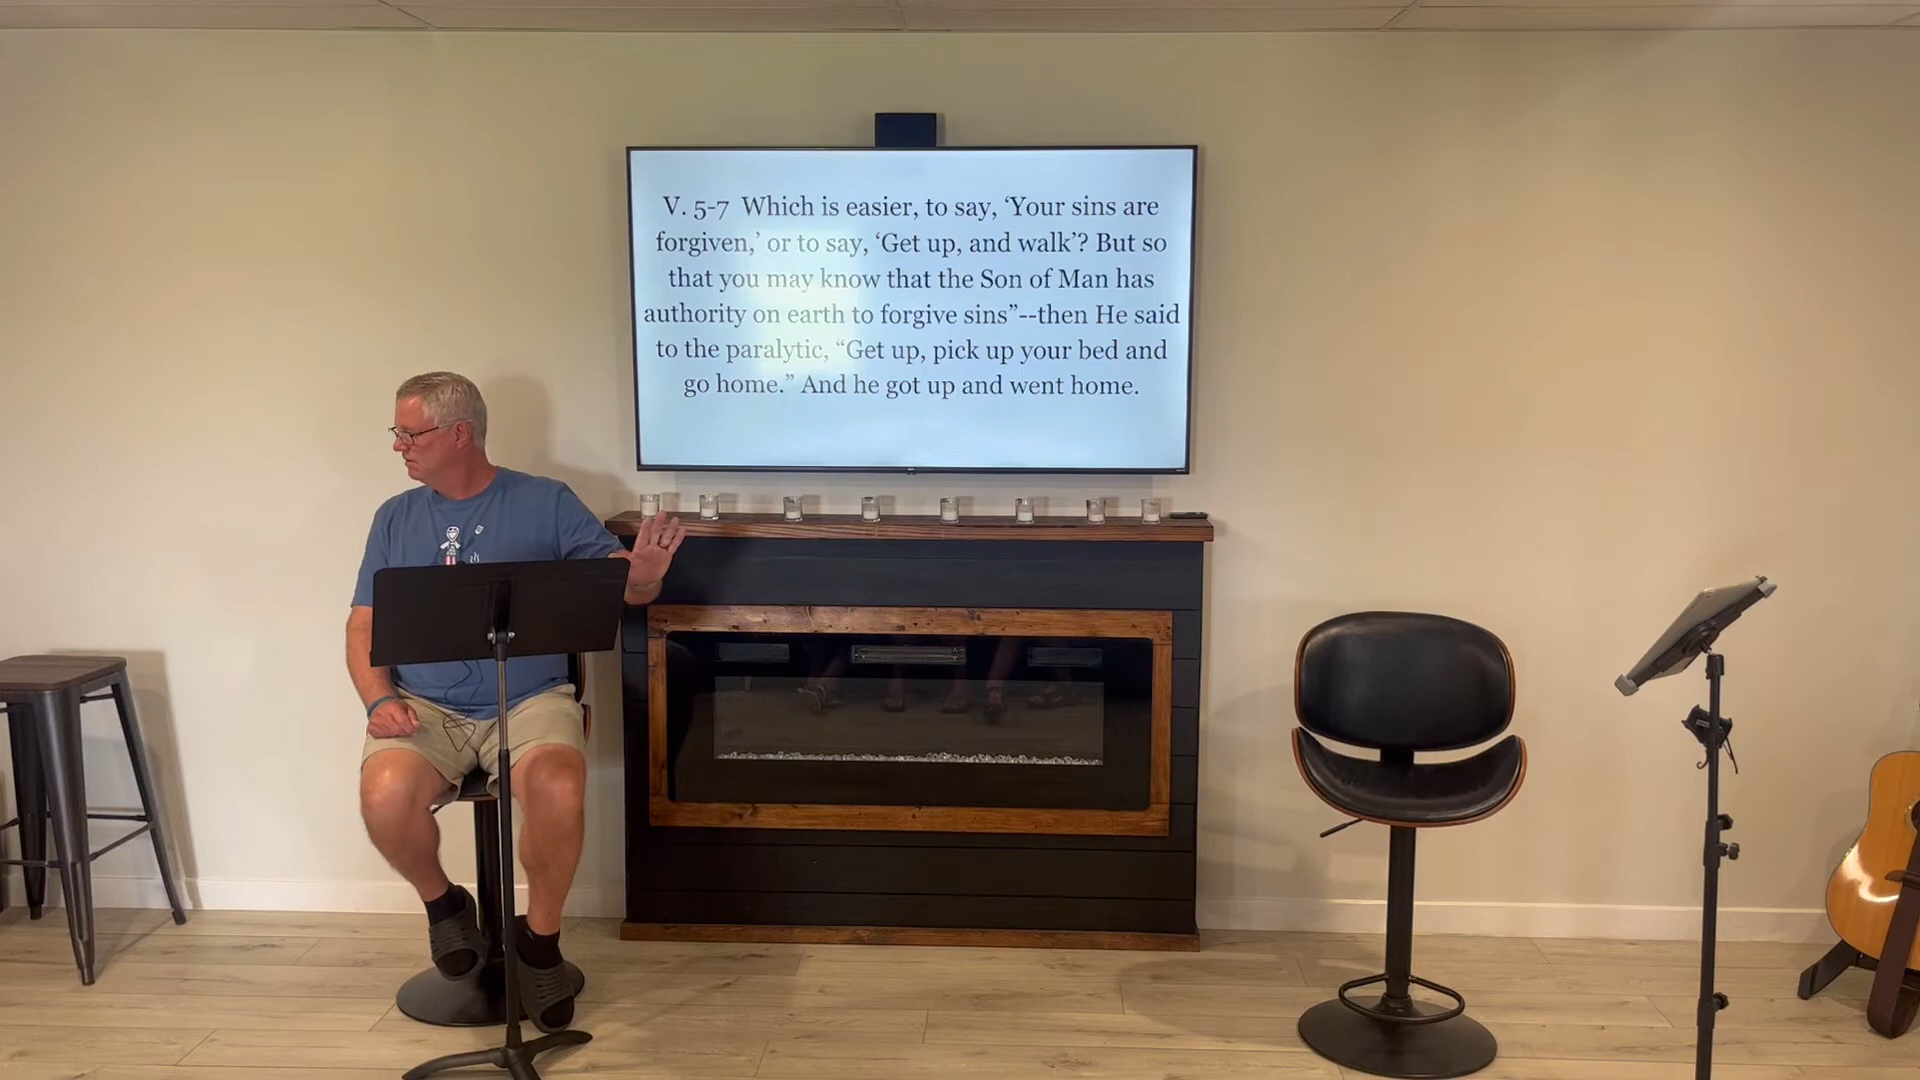 V. 5-7 Which is easier, to say, ‘Your sins are
forgiven,’ or to say, ‘Get up, and walk’? But so
that you may know that the Son of Man has
authority on earth to forgive sins”--then He said
to the paralytic, “Get up, pick up your bed and
go home.” And he got up and went home.